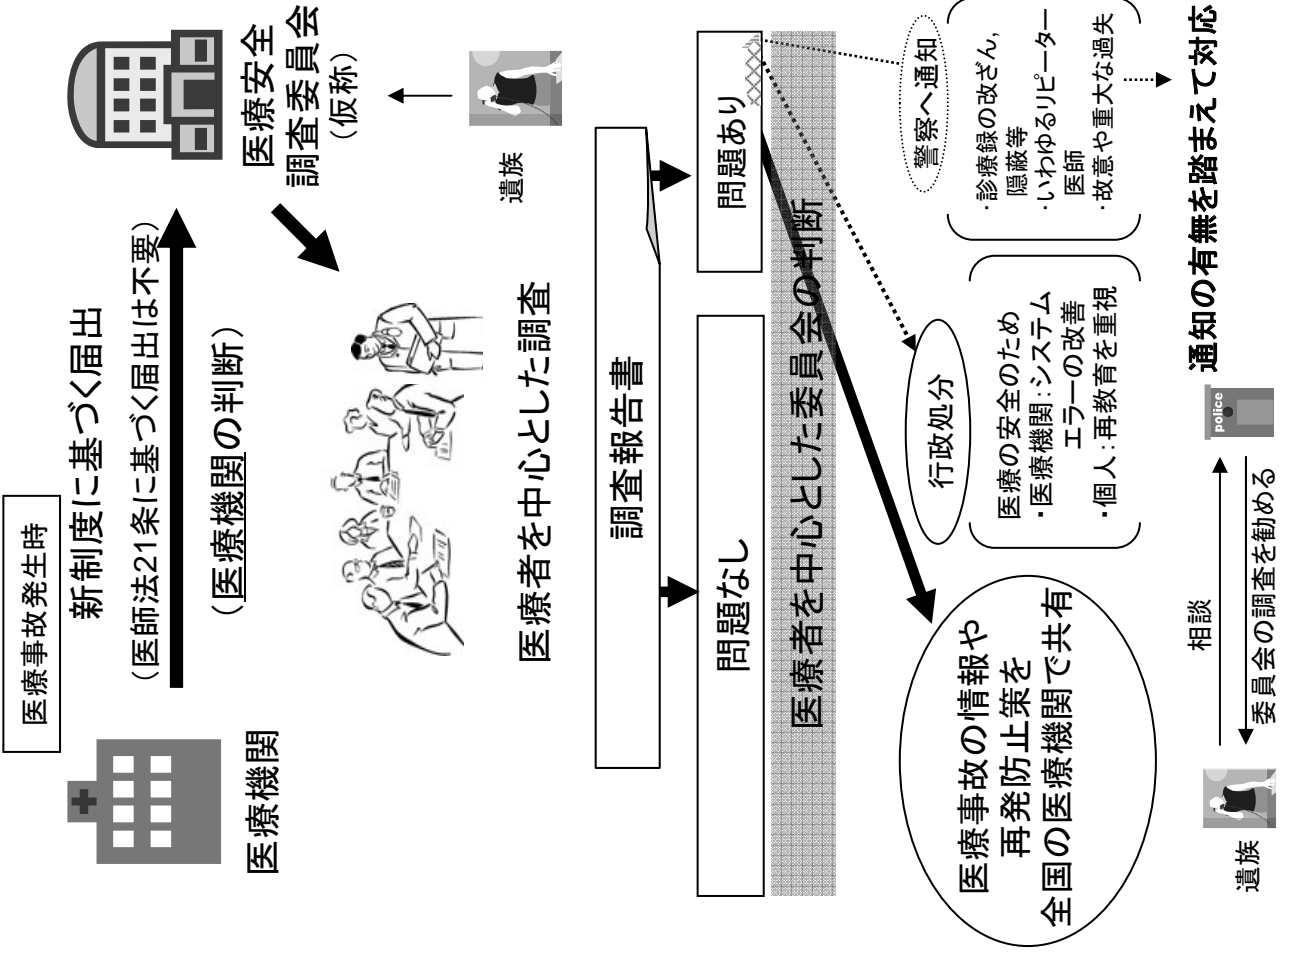 医療事故発生時
新制度に基づく届出
（医師法21条に基づく届出は不要）
（医療機関の判断）
医療機関
医療安全
調査委員会
（仮称）
遺族
医療者を中心とした調査
調査報告書
問題なし
問題あり
医療者を中心とした委員会の判断
医療事故の情報や
再発防止策を
全国の医療機関で共有
行政処分
医療の安全のため
・医療機関：システム
エラーの改善
・個人：再教育を重視
警察へ通知
・診療録の改ざん，
隠蔽等
・いわゆるリピーター
医師
・故意や重大な過失
遺族
相談
委員会の調査を勧める
police
通知の有無を踏まえて対応